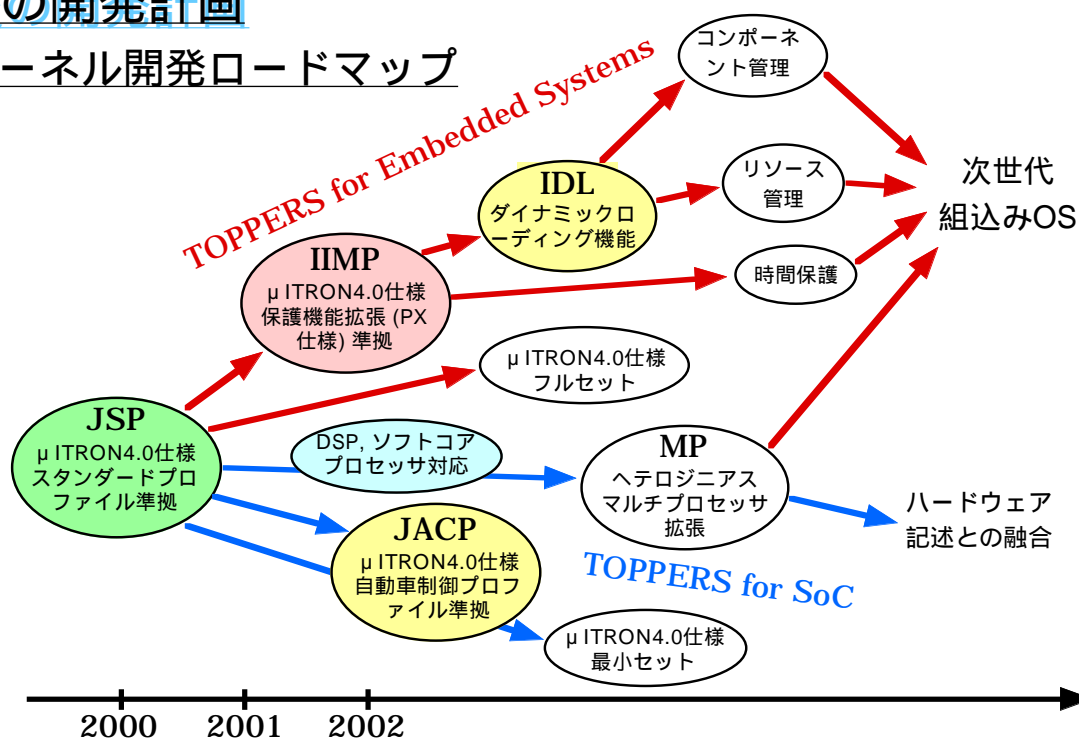 の開発計画
ーネル開発ロードマップ
TOPPERS for Embedded Systems
コンポーネ
ント管理
リソース
管理
時間保護
次世代
組込みOS
IDL
ダイナミックロ
ーディング機能
IIMP
μITRON4.0仕様
保護機能拡張 (PX
仕様) 準拠
μITRON4.0仕様
フルセット
JSP
μITRON4.0仕様
スタンダードプロ
ファイル準拠
DSP, ソフトコア
プロセッサ対応
MP
ヘテロジニアス
マルチプロセッサ
拡張
ハードウェア
記述との融合
JACP
μITRON4.0仕様
自動車制御プロフ
ァイル準拠
TOPPERS for SoC
μITRON4.0仕様
最小セット
2000 2001 2002